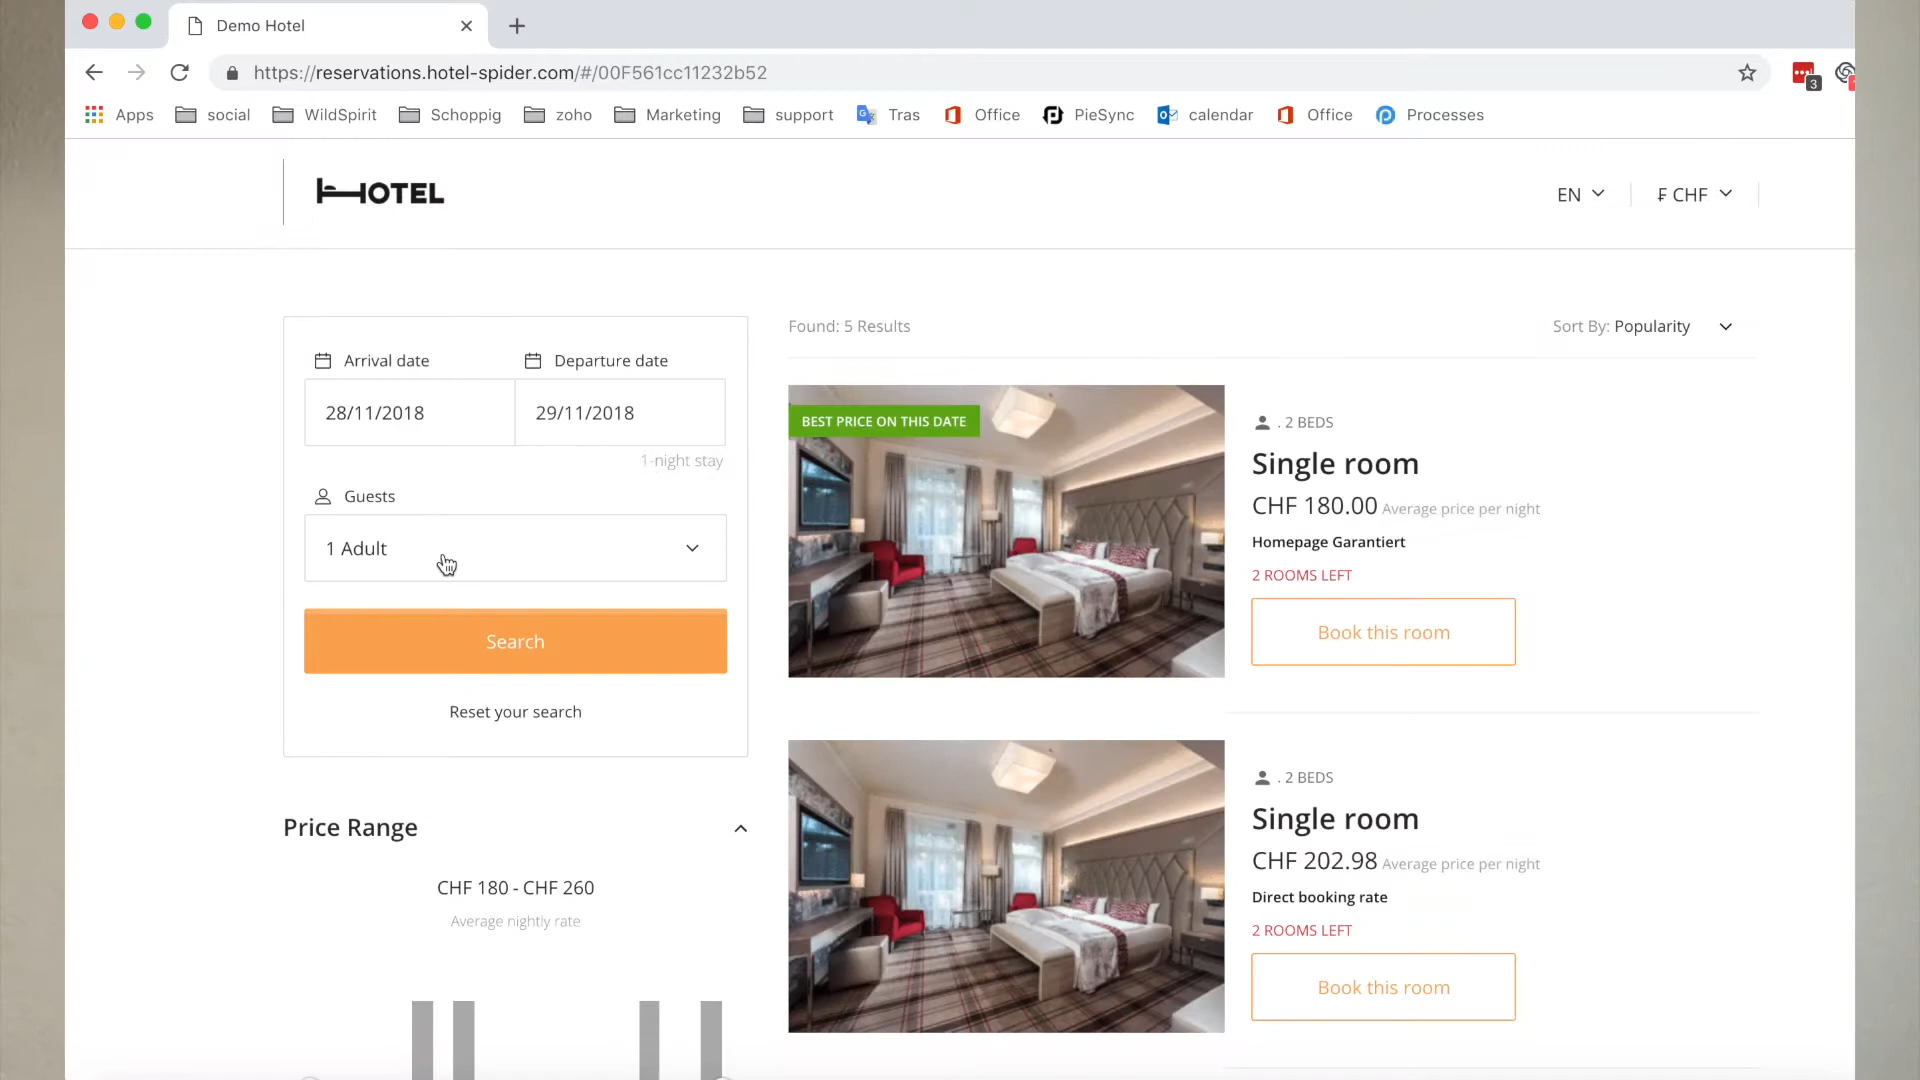 Demo Hotel
https://reservations.hotel-spider.com/#/00F561cc11232b52
3
Apps social WildSpirit Schoppig zoho Marketing support Tras Office PieSync calendar Office Processes
HOTEL
EN ₣ CHF
Arrival date Departure date
28/11/2018 29/11/2018
1-night stay
Guests
1 Adult
Search
Reset your search
Price Range
CHF 180 - CHF 260
Average nightly rate
Found: 5 Results
Sort By: Popularity
BEST PRICE ON THIS DATE
. 2 BEDS
Single room
CHF 180.00 Average price per night
Homepage Garantiert
2 ROOMS LEFT
Book this room
. 2 BEDS
Single room
CHF 202.98 Average price per night
Direct booking rate
2 ROOMS LEFT
Book this room